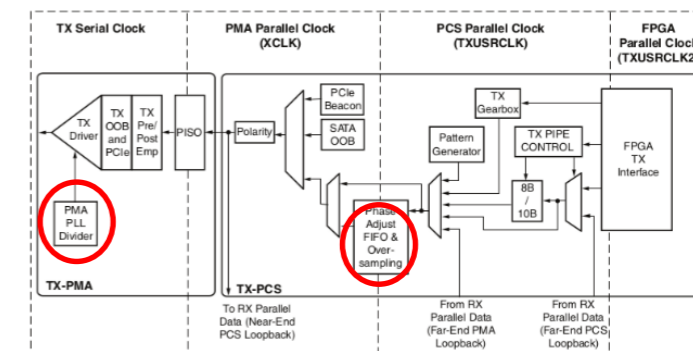 TX Serial Clock
PMA Parallel Clock
(XCLK)
PCS Parallel Clock
(TXUSRCLK)
FPGA
Parallel Clock
(TXUSRCLK2
TX
Driver
TX
OOB
and
PCIe
TX
Pre/
Post
Emp
PISO
Polarity
PCIe
Beacon
SATA
OOB
Pattern
Generator
TX
Gearbox
TX PIPE
CONTROL
8B
/
10B
FPGA
TX
Interface
PMA
PLL
Divider
Phase
Adjust
FIFO &
Over-
sampling
TX-PMA
TX-PCS
To RX Parallel
Data (Near-End
PCS Loopback)
From RX
Parallel Data
(Far-End PMA
Loopback)
From RX
Parallel Data
(Far-End PCS
Loopback)